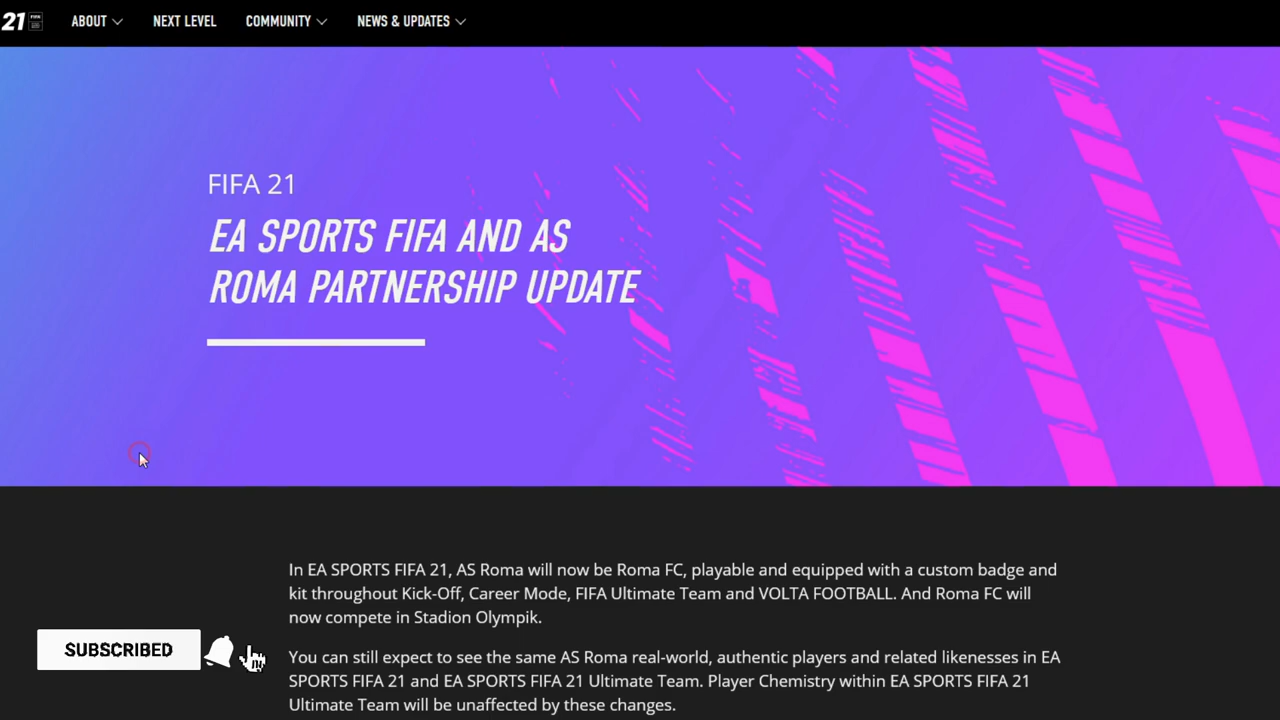 21 ABOUT NEXT LEVEL COMMUNITY NEWS & UPDATES
FIFA 21
EA SPORTS FIFA AND AS
ROMA PARTNERSHIP UPDATE
In EA SPORTS FIFA 21, AS Roma will now be Roma FC, playable and equipped with a custom badge and
kit throughout Kick-Off, Career Mode, FIFA Ultimate Team and VOLTA FOOTBALL. And Roma FC will
now compete in Stadion Olympik.
SUBSCRIBED
You can still expect to see the same AS Roma real-world, authentic players and related likenesses in EA
SPORTS FIFA 21 and EA SPORTS FIFA 21 Ultimate Team. Player Chemistry within EA SPORTS FIFA 21
Ultimate Team will be unaffected by these changes.